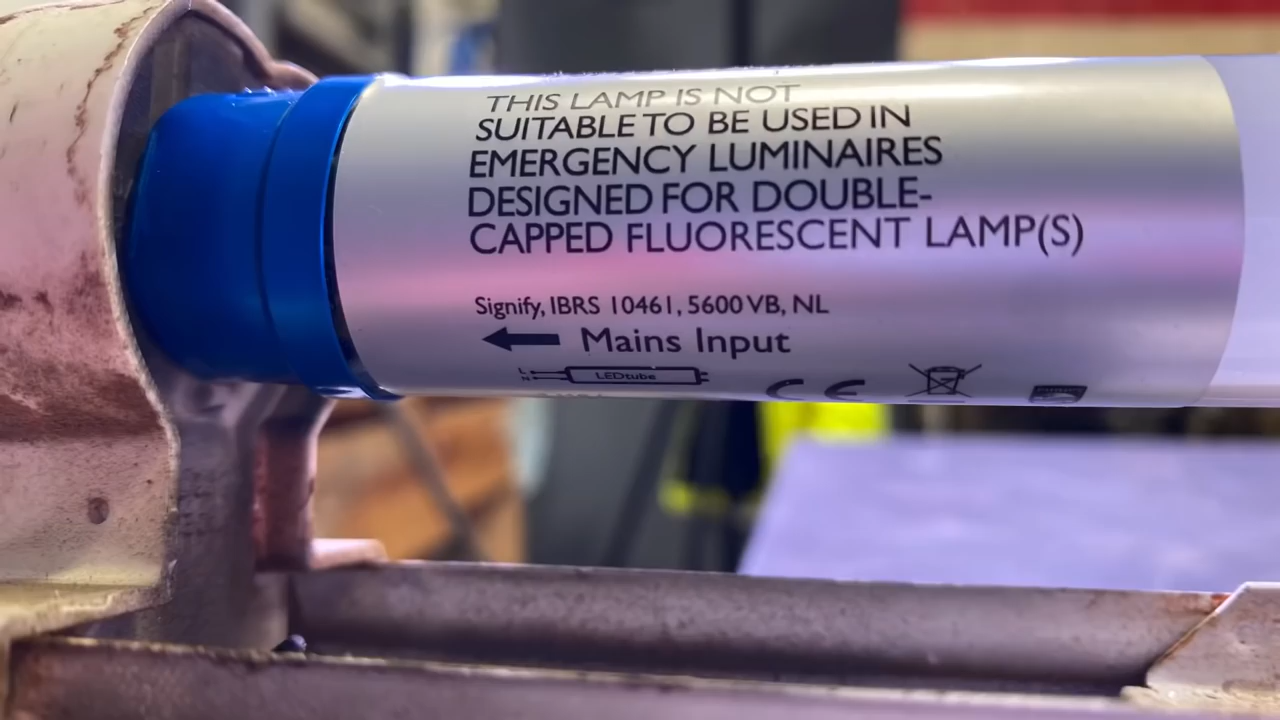 THIS LAMP IS NOT
SUITABLE TO BE USED IN
EMERGENCY LUMINAIRES
DESIGNED FOR DOUBLE-
CAPPED FLUORESCENT LAMP(S)
Signify, IBRS 10461, 5600 VB, NL
Mains Input
L
N
LEDtube
CE
PHILIPS